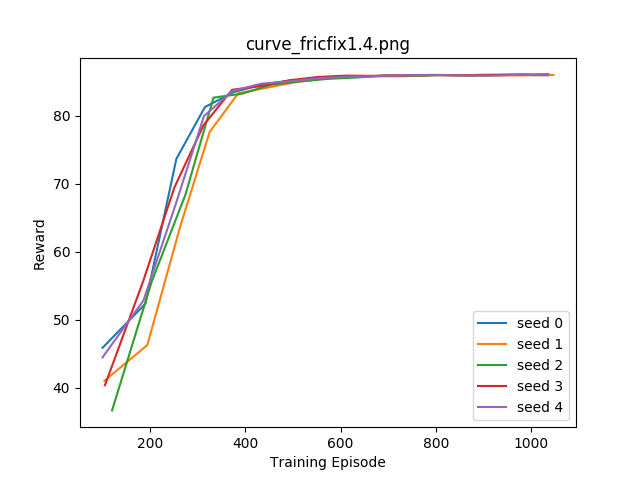 curve_fricfix1.4.png
Reward
80
70
60
50
40
200
400
600
800
1000
Training Episode
seed 0
seed 1
seed 2
seed 3
seed 4